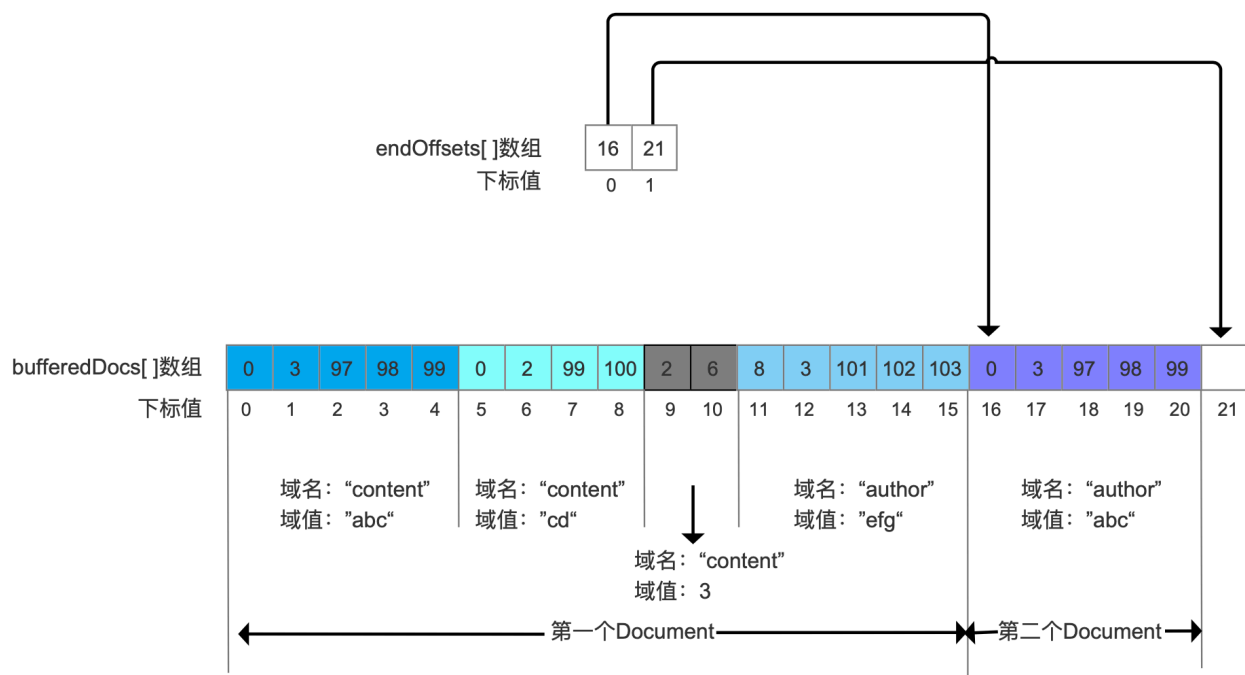 endOffsets[ ]数组 16 21
下标值 0 1
bufferedDocs[ ]数组 0 3 97 98 99 0 2 99 100 2 6 8 3 101 102 103 0 3 97 98 99
下标值 0 1 2 3 4 5 6 7 8 9 10 11 12 13 14 15 16 17 18 19 20 21
域名：“content”
域值：”abc“
域名：“content”
域值：”cd“
域名：“content”
域值：3
域名：“author”
域值：”efg“
域名：“author”
域值：”abc“
第一个Document
第二个Document